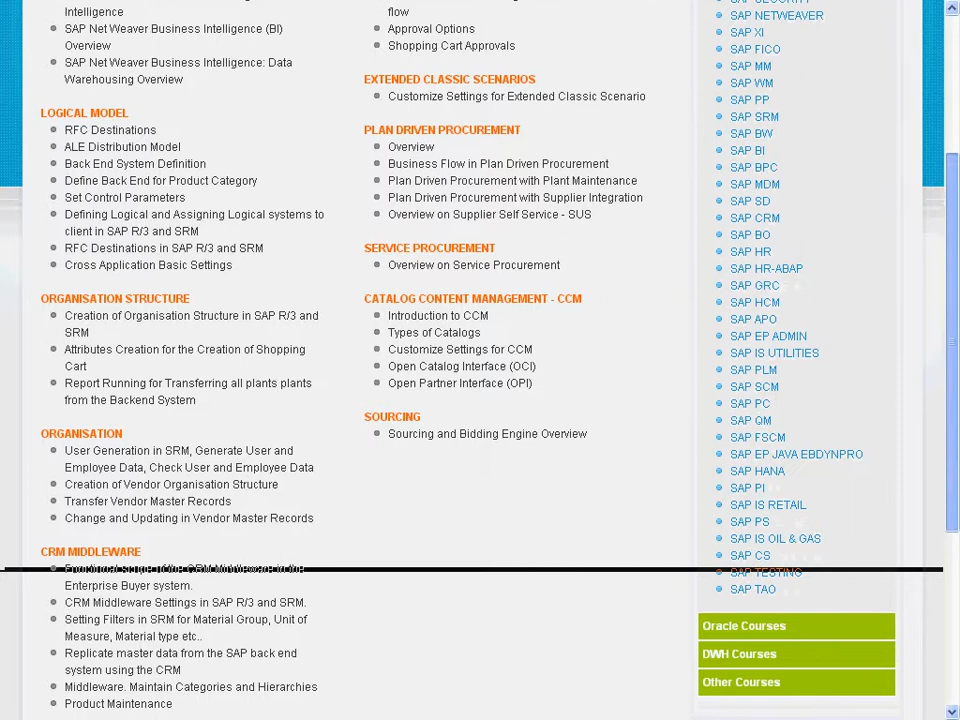 Intelligence
SAP Net Weaver Business Intelligence (BI)
Overview
SAP Net Weaver Business Intelligence: Data
Warehousing Overview
LOGICAL MODEL
RFC Destinations
ALE Distribution Model
Back End System Definition
Define Back End for Product Category
Set Control Parameters
Defining Logical and Assigning Logical systems to
client in SAP R/3 and SRM
RFC Destinations in SAP R/3 and SRM
Cross Application Basic Settings
ORGANISATION STRUCTURE
Creation of Organisation Structure in SAP R/3 and
SRM
Attributes Creation for the Creation of Shopping
Cart
Report Running for Transferring all plants plants
from the Backend System
ORGANISATION
User Generation in SRM, Generate User and
Employee Data, Check User and Employee Data
Creation of Vendor Organisation Structure
Transfer Vendor Master Records
Change and Updating in Vendor Master Records
CRM MIDDLEWARE
Functional scope of the CRM Middleware in the
Enterprise Buyer system.
CRM Middleware Settings in SAP R/3 and SRM.
Setting Filters in SRM for Material Group, Unit of
Measure, Material type etc..
Replicate master data from the SAP back end
system using the CRM
Middleware. Maintain Categories and Hierarchies
Product Maintenance
flow
Approval Options
Shopping Cart Approvals
EXTENDED CLASSIC SCENARIOS
Customize Settings for Extended Classic Scenario
PLAN DRIVEN PROCUREMENT
Overview
Business Flow in Plan Driven Procurement
Plan Driven Procurement with Plant Maintenance
Plan Driven Procurement with Supplier Integration
Overview on Supplier Self Service - SUS
SERVICE PROCUREMENT
Overview on Service Procurement
CATALOG CONTENT MANAGEMENT - CCM
Introduction to CCM
Types of Catalogs
Customize Settings for CCM
Open Catalog Interface (OCI)
Open Partner Interface (OPI)
SOURCING
Sourcing and Bidding Engine Overview
SAP SECURITY
SAP NETWEAVER
SAP XI
SAP FICO
SAP MM
SAP WM
SAP PP
SAP SRM
SAP BW
SAP BI
SAP BPC
SAP MDM
SAP SD
SAP CRM
SAP BO
SAP HR
SAP HR-ABAP
SAP GRC
SAP HCM
SAP APO
SAP EP ADMIN
SAP IS UTILITIES
SAP PLM
SAP SCM
SAP PC
SAP QM
SAP FSCM
SAP EP JAVA EBDYNPRO
SAP HANA
SAP PI
SAP IS RETAIL
SAP PS
SAP IS OIL & GAS
SAP CS
SAP TESTING
SAP TAO
Oracle Courses
DWH Courses
Other Courses